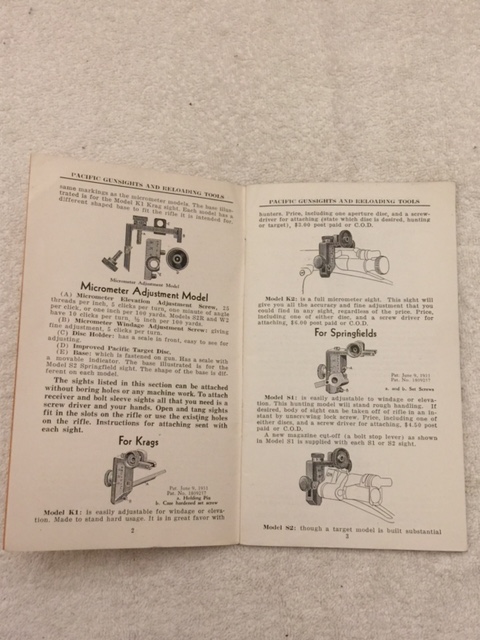 PACIFIC GUNSIGHTS AND RELOADING TOOLS
same markings as the micrometer models. The base illus-
trated is for the Model K1 Krag sight. Each model has a
different shaped base to fit the rifle it is intended for.
Micrometer Adjustment Model
Micrometer Adjustment Model
(A) Micrometer Elevation Adjustment Screw, 25
threads per inch, 5 clicks per turn, one minute of angle
per click, or one inch per 100 yards. Models S2R and W2
have 10 clicks per turn, ½ inch per 100 yards.
(B) Micrometer Windage Adjustment Screw: giving
fine adjustment, 5 clicks per turn.
(C) Disc Holder: has a scale in front, easy to see for
adjusting.
(D) Improved Pacific Target Disc.
(E) Base: which is fastened on gun. Has a scale with
a movable indicator. The base illustrated is for the
Model S2 Springfield sight. The shape of the base is dif-
ferent on each model.
The sights listed in this section can be attached
without boring holes or any machine work. To attach
receiver and bolt sleeve sights all that you need is a
screw driver and your hands. Open and tang sights
fit in the slots on the rifle or use the existing holes
on the rifle. Instructions for attaching sent with
each sight.
For Krags
Pat. June 6, 1911
Pat. No.
a. Holding Pin
b. Case hardened set screw
Model K1: is easily adjustable for windage or eleva-
tion. Made to stand hard usage. It is in great favor with
2
PACIFIC GUNSIGHTS AND RELOADING TOOLS
hunters. Price, including one aperture disc, and a screw-
driver for attaching (state which disc is desired, hunting
or target), $3.00 post paid or C.O.D.
Model K2: is a full micrometer sight. This sight will
give you all the accuracy and fine adjustment that you
could find in any sight, regardless of the price. Price,
including one of either disc, and a screw driver for
attaching, $6.00 post paid or C.O.D.
For Springfields
Pat. June 6, 1911
Pat. No.
a. and b. Set Screws
Model S1: is easily adjustable to windage or eleva-
tion. This hunting model will stand rough handling. If
desired, body of sight can be taken off of rifle in an in-
stant by unscrewing lock screw. Price, including one of
either discs, and a screw driver for attaching, $4.50 post
paid or C.O.D.
A new magazine cut-off (a bolt stop lever) as shown
in Model S1 is supplied with each S1 or S2 sight.
Model S2: though a target model is built substantial
3